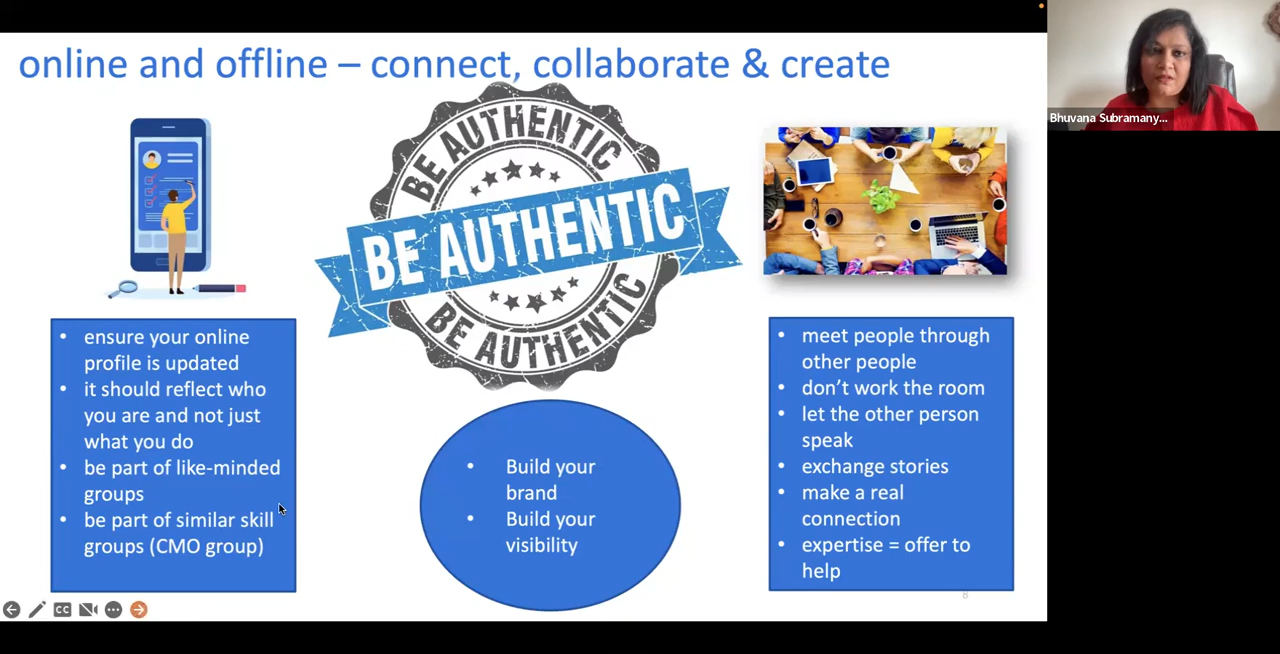 online and offline – connect, collaborate & create
Bhuvana Subramany...
BE AUTHENTIC
BE AUTHENTIC
BE AUTHENTIC
• ensure your online
profile is updated
• it should reflect who
you are and not just
what you do
• be part of like-minded
groups
• be part of similar skill
groups (CMO group)
• Build your
brand
• Build your
visibility
• meet people through
other people
• don’t work the room
• let the other person
speak
• exchange stories
• make a real
connection
• expertise = offer to
help
8
CC